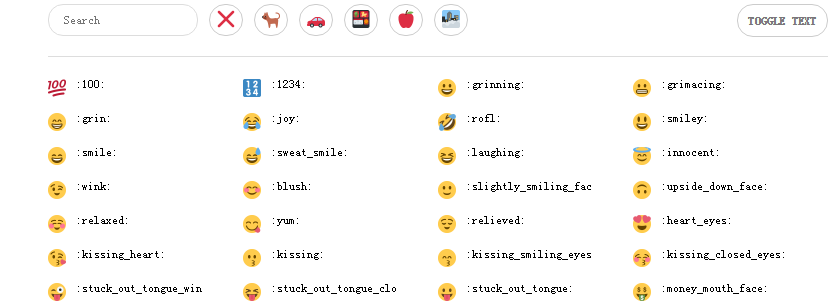 Search TOGGLE TEXT
:100: :1234: :grinning: :grimacing:
:grin: :joy: :rofl: :smiley:
:smile: :sweat_smile: :laughing: :innocent:
:wink: :blush: :slightly_smiling_fac :upside_down_face:
:relaxed: :yum: :relieved: :heart_eyes:
:kissing_heart: :kissing: :kissing_smiling_eyes :kissing_closed_eyes:
:stuck_out_tongue_win :stuck_out_tongue_clo :stuck_out_tongue: :money_mouth_face: